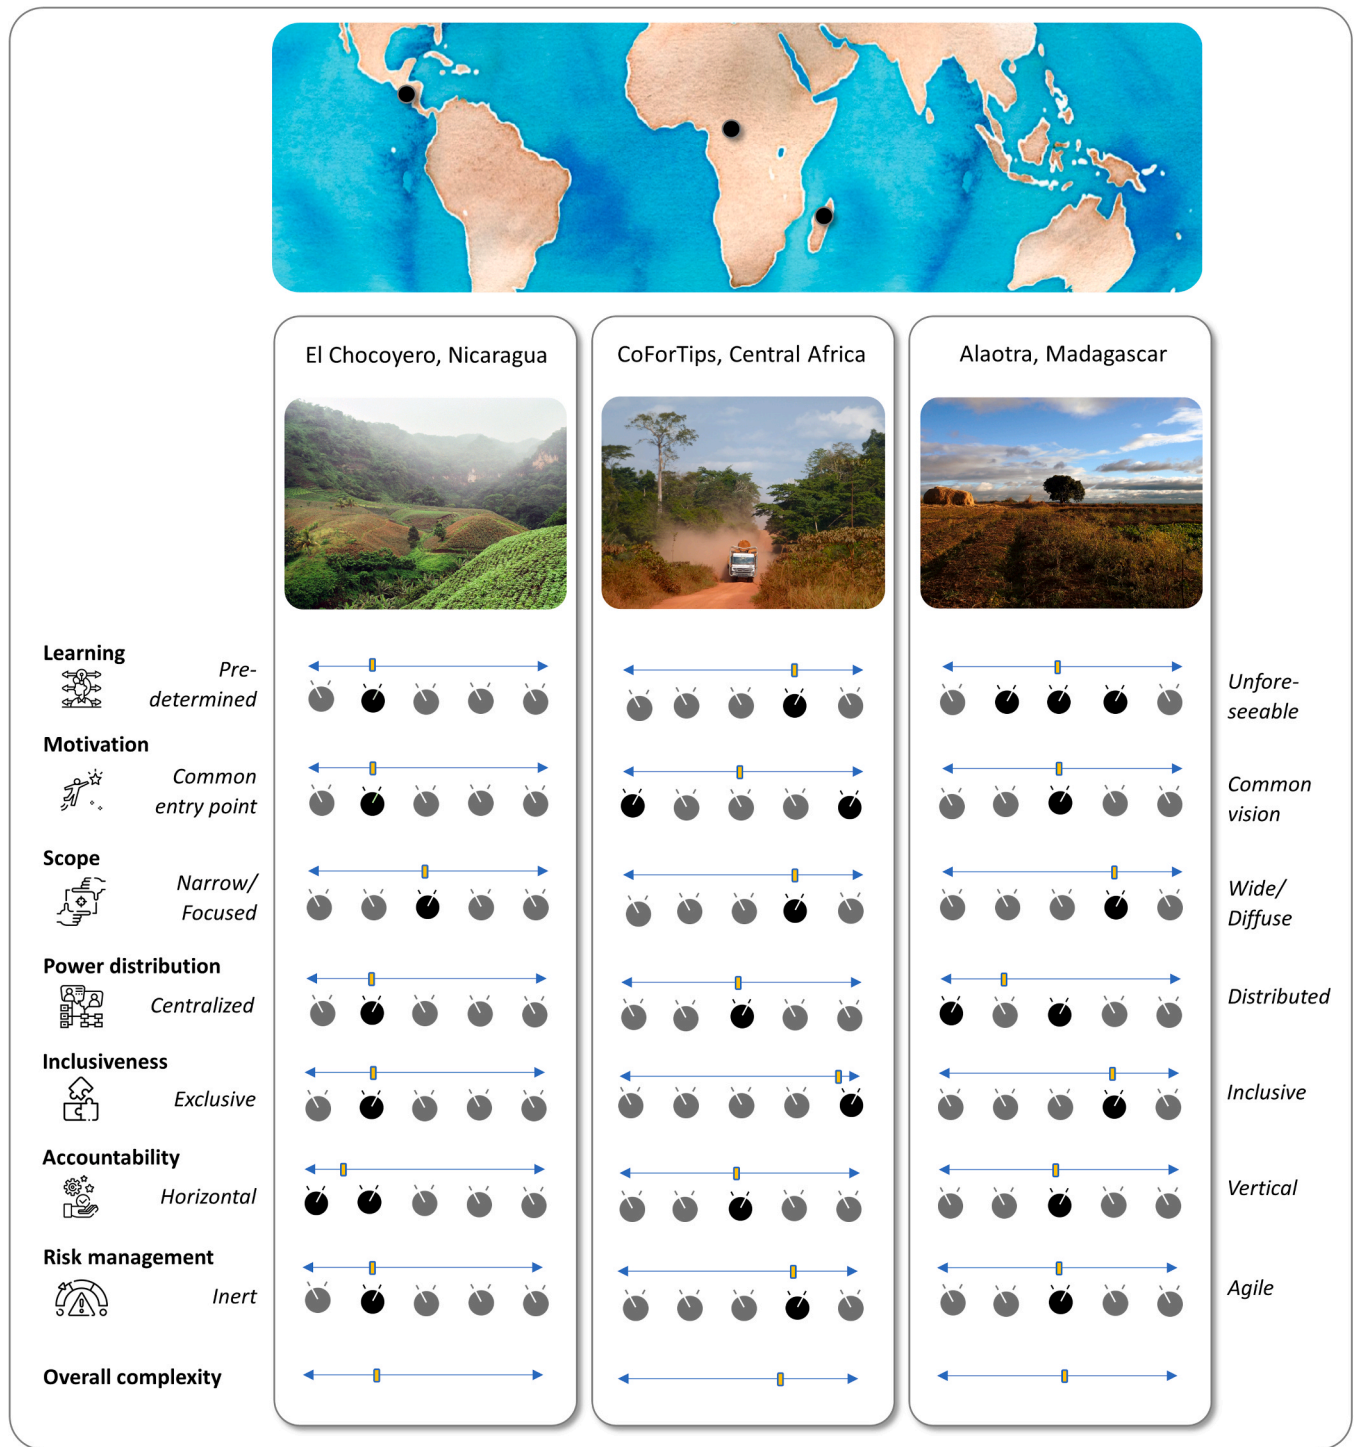 El Chocoyero, Nicaragua
CoForTips, Central Africa
Alaotra, Madagascar
Learning
Pre-
determined
Unfore-
seeable
Motivation
Common
entry point
Common
vision
Scope
Narrow/
Focused
Wide/
Diffuse
Power distribution
Centralized
Distributed
Inclusiveness
Exclusive
Inclusive
Accountability
Horizontal
Vertical
Risk management
Inert
Agile
Overall complexity